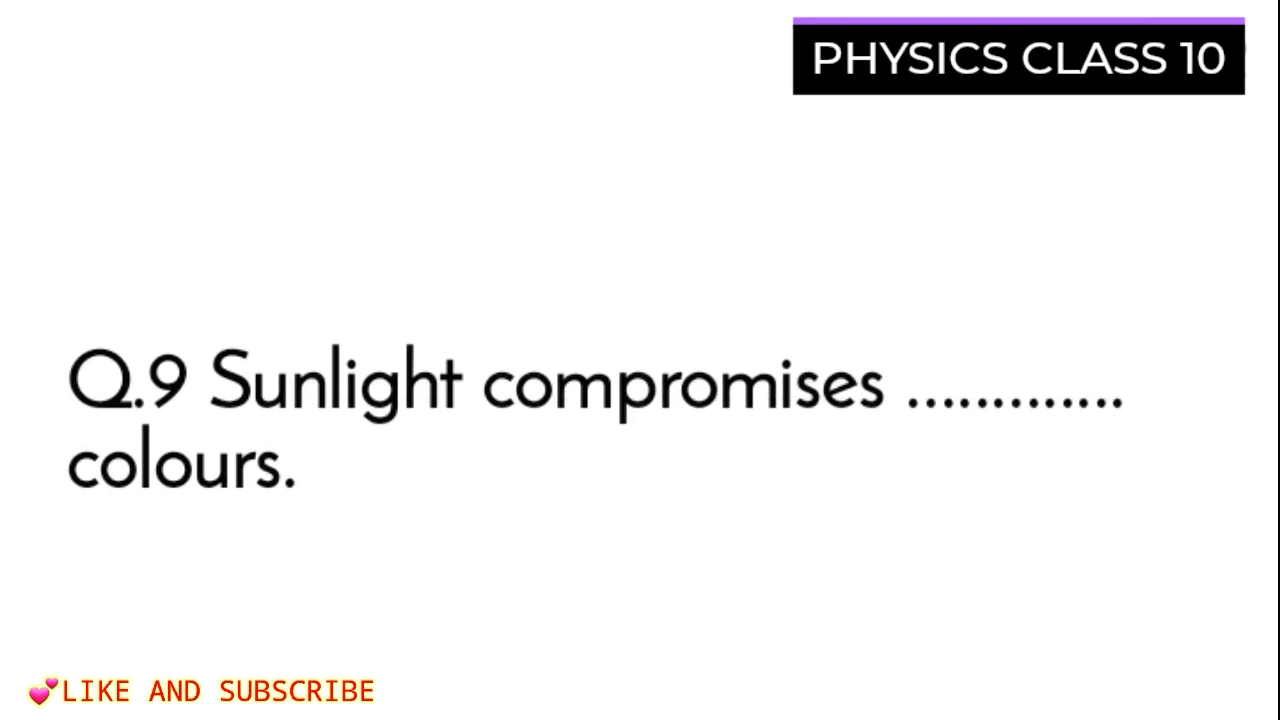 PHYSICS CLASS 10
Q.9 Sunlight compromises .............
colours.
💕LIKE AND SUBSCRIBE